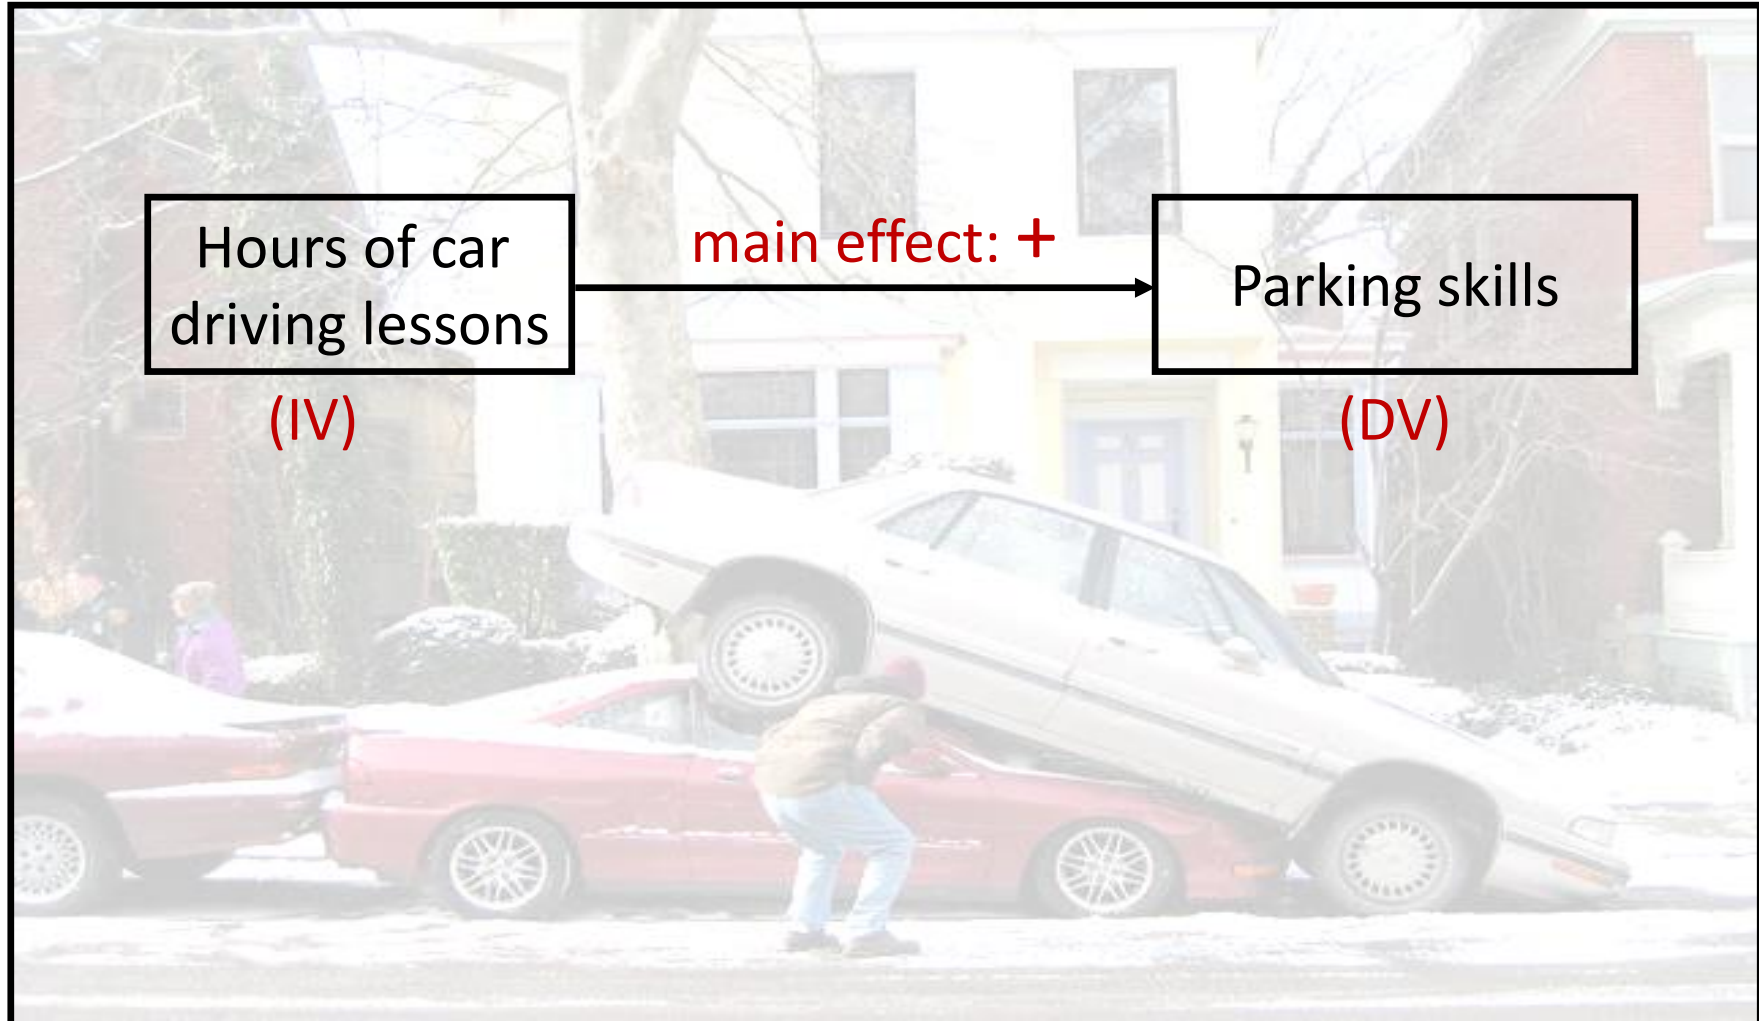 Hours of car
driving lessons
main effect: +
Parking skills
(IV)
(DV)